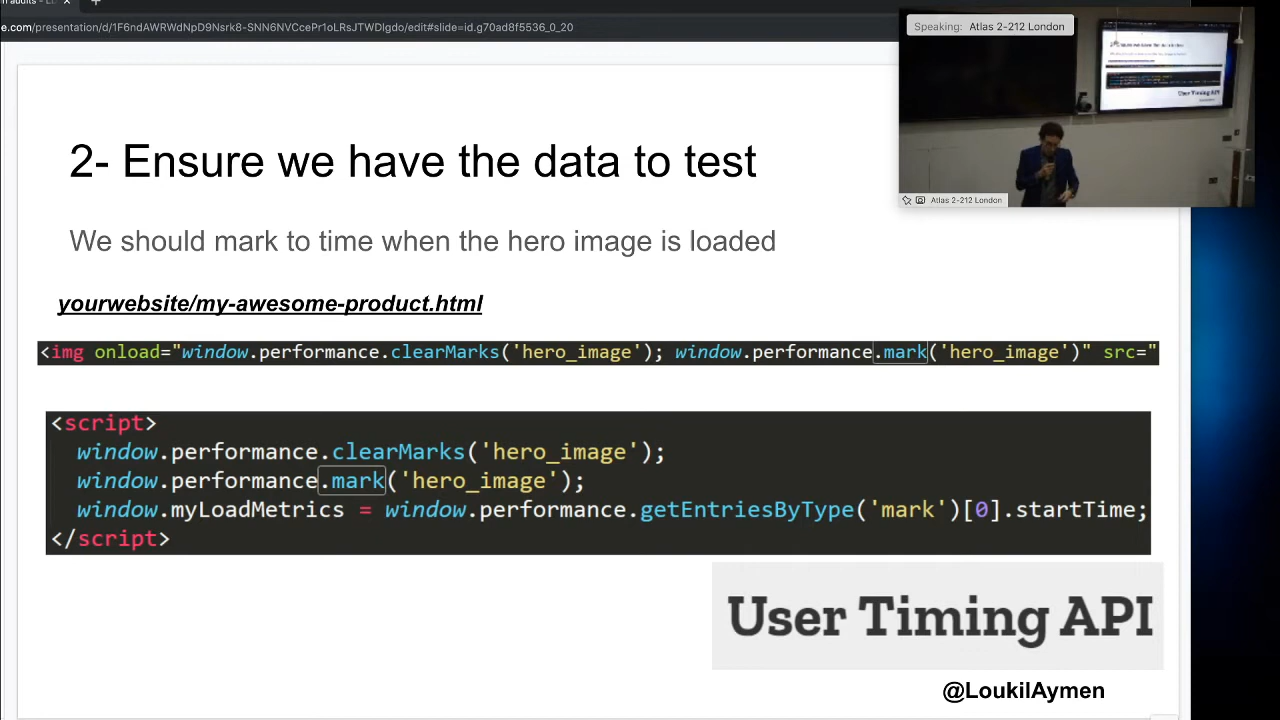 e.com/presentation/d/1F6ndAWRWdNpD9Nsrk8-SNN6NVCcePr1oLRsJTWDlgdo/edit#slide=id.g70ad8f5536_0_20
Speaking: Atlas 2-212 London
2- Ensure we have the data to test
User Timing API
Atlas 2-212 London
We should mark to time when the hero image is loaded
yourwebsite/my-awesome-product.html
<img onload="window.performance.clearMarks('hero_image'); window.performance.mark('hero_image')" src="
<script>
window.performance.clearMarks('hero_image');
window.performance.mark('hero_image');
window.myLoadMetrics = window.performance.getEntriesByType('mark')[0].startTime;
</script>
User Timing API
@LoukilAymen